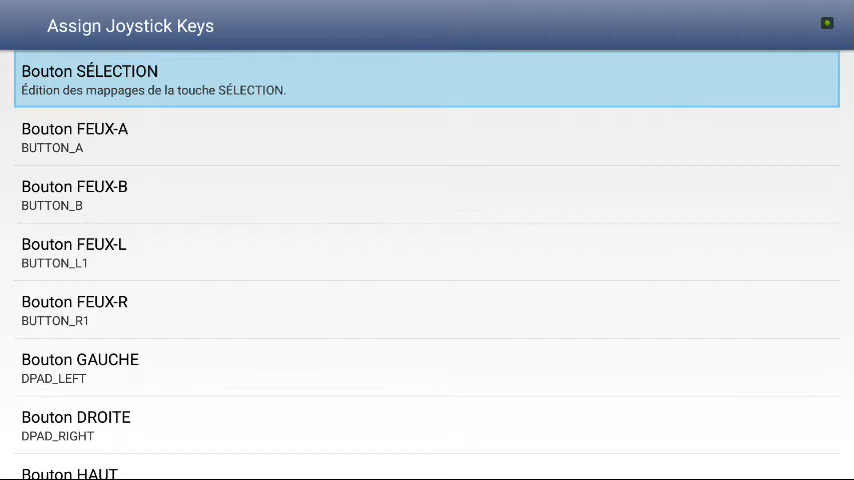 Assign Joystick Keys
Bouton SÉLECTION
Édition des mappages de la touche SÉLECTION.
Bouton FEUX-A
BUTTON_A
Bouton FEUX-B
BUTTON_B
Bouton FEUX-L
BUTTON_L1
Bouton FEUX-R
BUTTON_R1
Bouton GAUCHE
DPAD_LEFT
Bouton DROITE
DPAD_RIGHT
Bouton HAUT